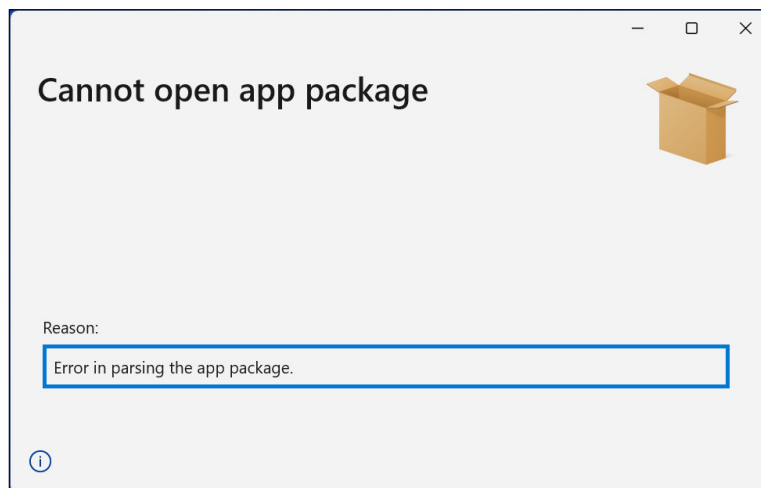 Cannot open app package
Reason:
Error in parsing the app package.